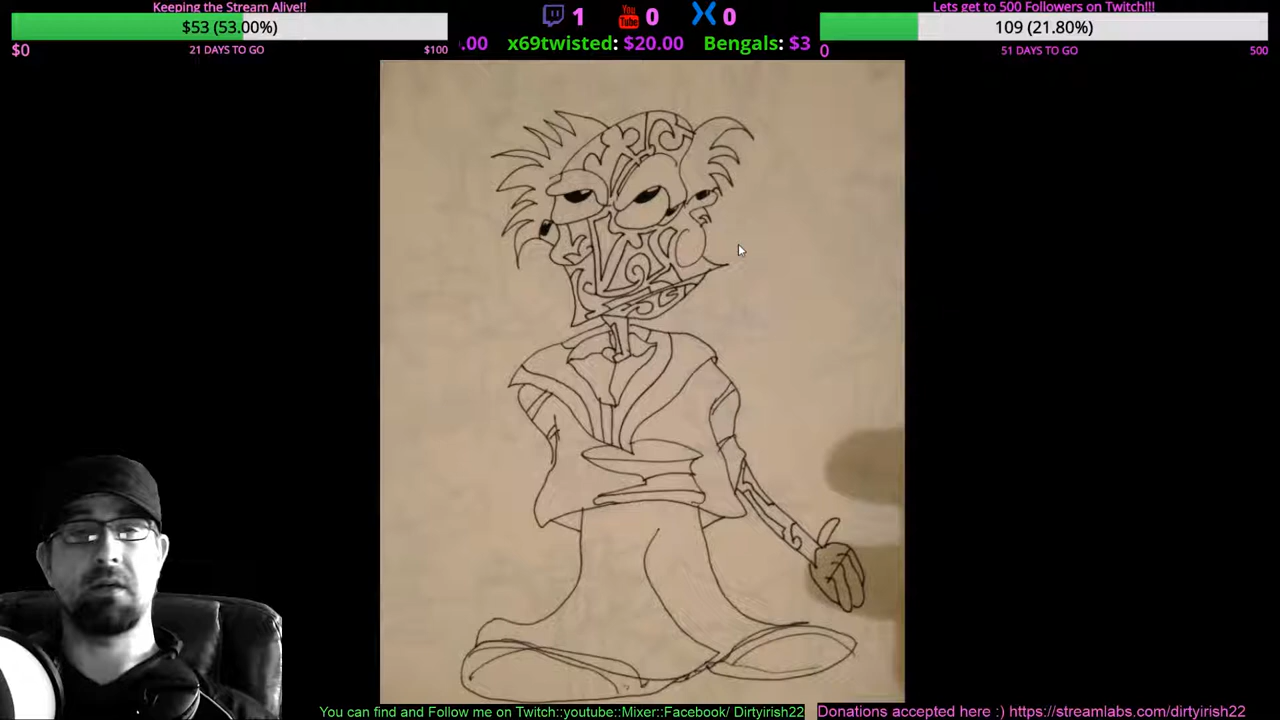 Keeping the Stream Alive!!
$53 (53.00%)
$0
21 DAYS TO GO
$100
1
You Tube
0
0
.00 x69twisted: $20.00 Bengals: $3
Lets get to 500 Followers on Twitch!!!
109 (21.80%)
0
51 DAYS TO GO
500
You can find and Follow me on Twitch::youtube::Mixer::Facebook/ Dirtyirish22
Donations accepted here :) https://streamlabs.com/dirtyirish22